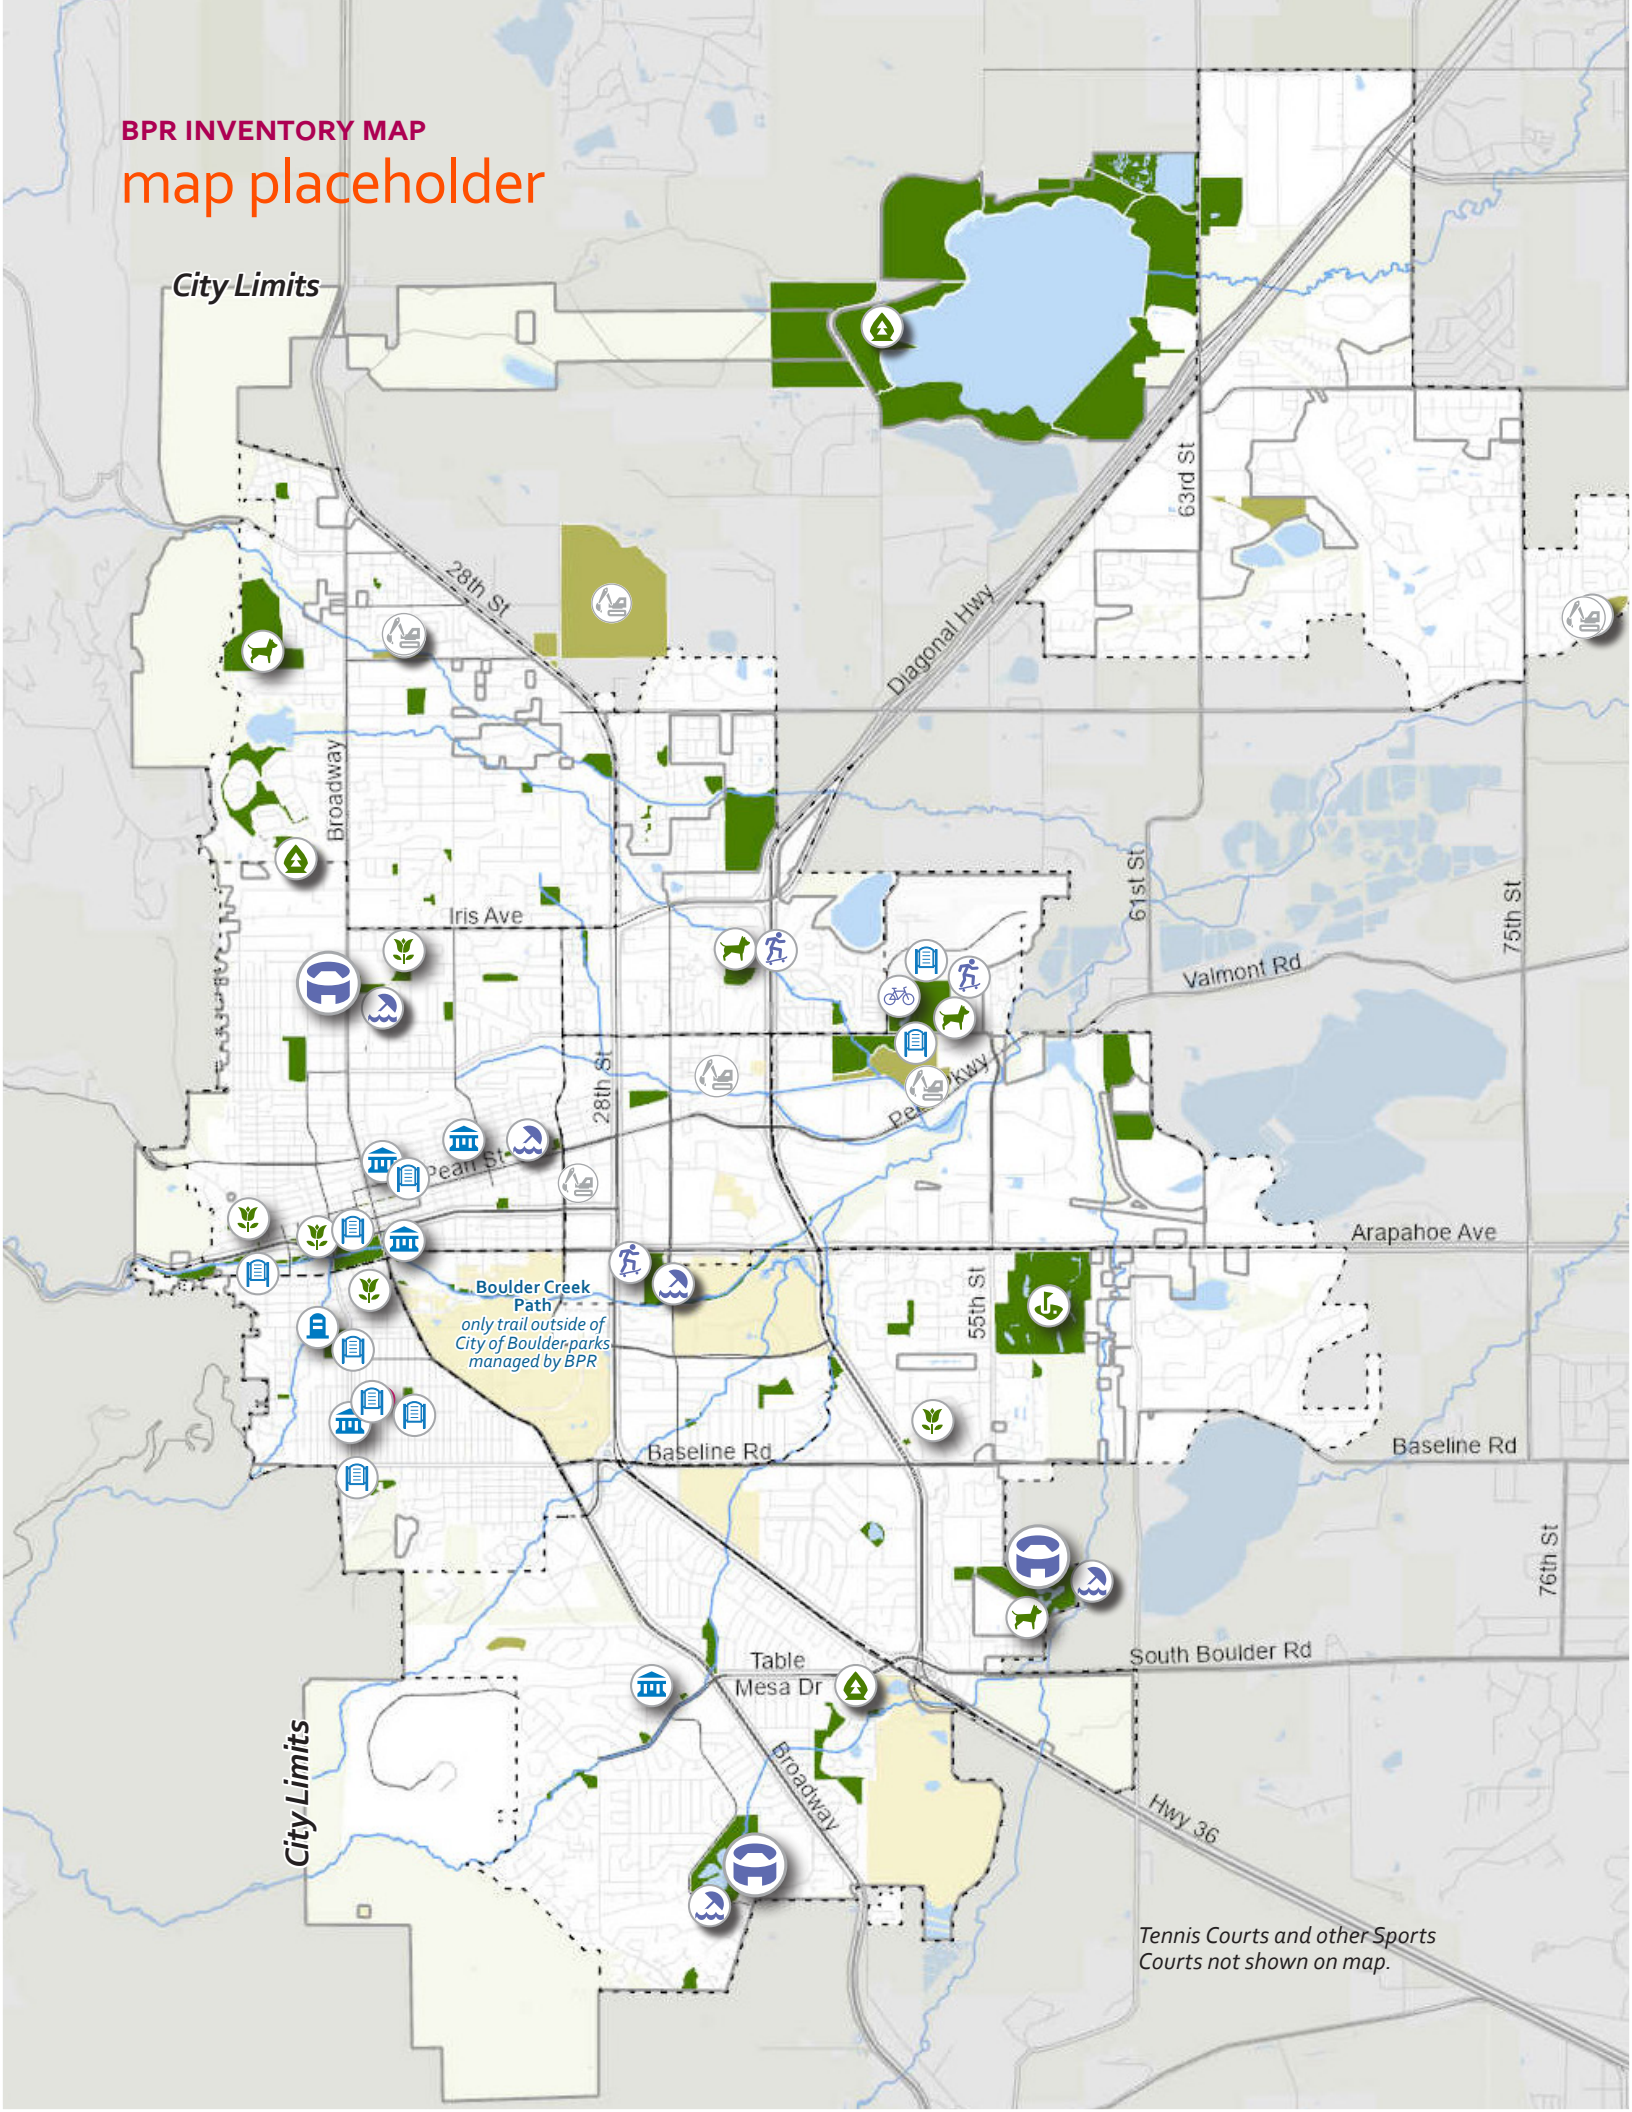 BPR INVENTORY MAP
map placeholder
City Limits
63rd St
28th St
Diagonal Hwy
Broadway
61st St
75th St
Iris Ave
Valmont Rd
28th St
Pearl St
Arapahoe Ave
Boulder Creek
Path
only trail outside of
City of Boulder parks
managed by BPR
55th St
Baseline Rd
Baseline Rd
76th St
South Boulder Rd
Table
Mesa Dr
City Limits
Broadway
Hwy 36
Tennis Courts and other Sports
Courts not shown on map.